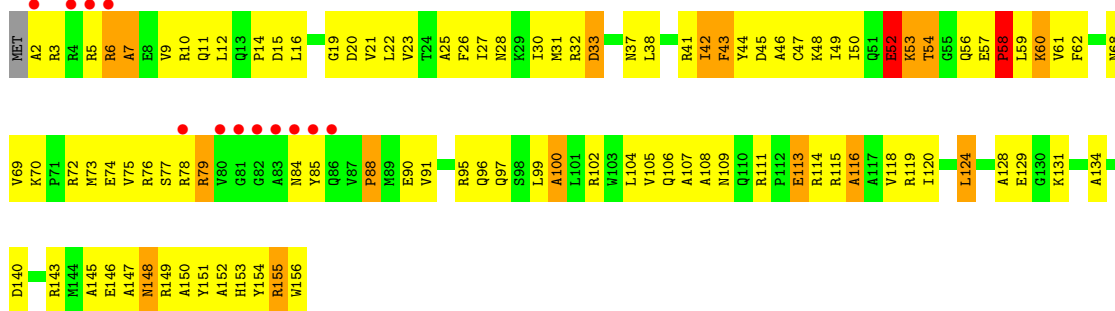 MET A2 R3 R4 R5 R6 A7 E8 V9 R10 Q11 L12 Q13 P14 D15 L16 G19 D20 V21 L22 V23 T24 A25 F26 I27 N28 K29 I30 M31 R32 D33 N37 L38 R41 I42 F43 Y44 D45 A46 C47 K48 I49 I50 Q51 E52 K53 T54 G55 Q56 E57 P58 L59 K60 V61 F62 N68
V69 K70 P71 R72 M73 E74 V75 R76 S77 R78 R79 V80 G81 G82 A83 N84 Y85 Q86 V87 P88 M89 E90 V91 R95 Q96 Q97 S98 L99 A100 L101 R102 W103 L104 V105 Q106 A107 A108 N109 Q110 R111 P112 E113 R114 R115 A116 A117 V118 R119 I120 L124 A128 E129 G130 K131 A134
D140 R143 M144 A145 E146 A147 N148 R149 A150 Y151 A152 H153 Y154 R155 W156